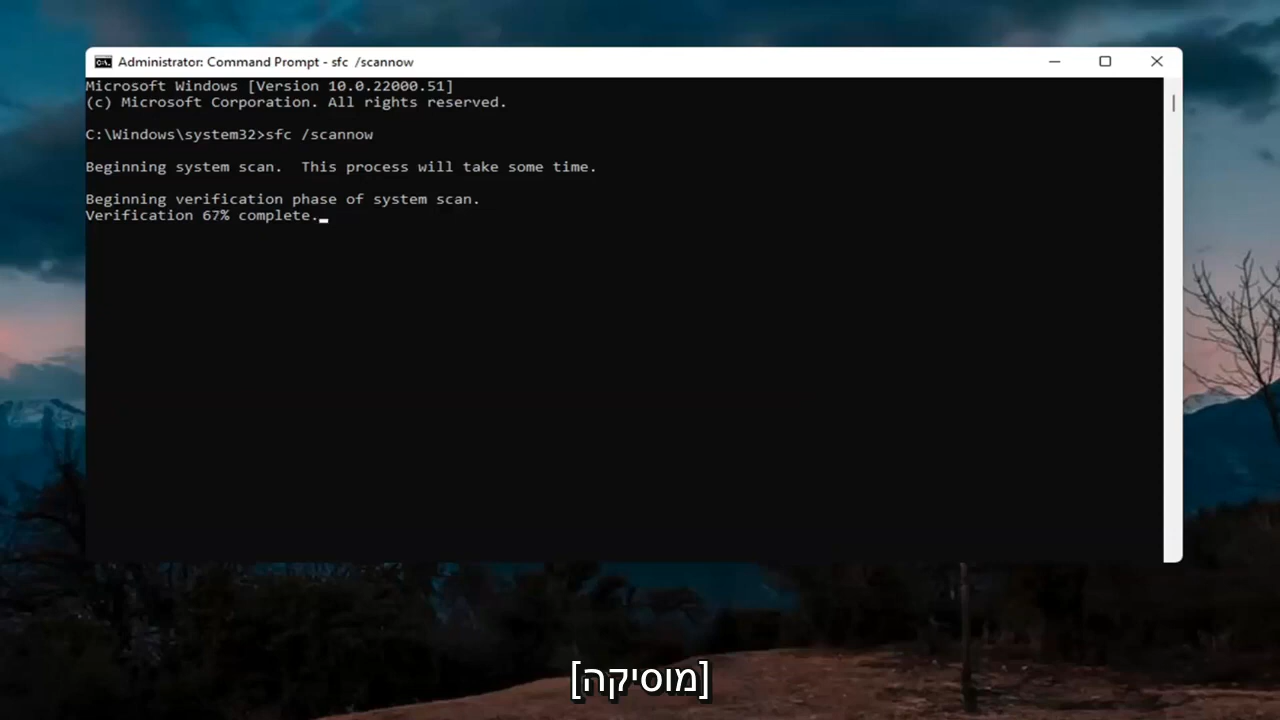 Administrator: Command Prompt - sfc /scannow
Microsoft Windows [Version 10.0.22000.51]
(c) Microsoft Corporation. All rights reserved.
C:\Windows\system32>sfc /scannow
Beginning system scan.  This process will take some time.
Beginning verification phase of system scan.
Verification 67% complete.
[מוסיקה]